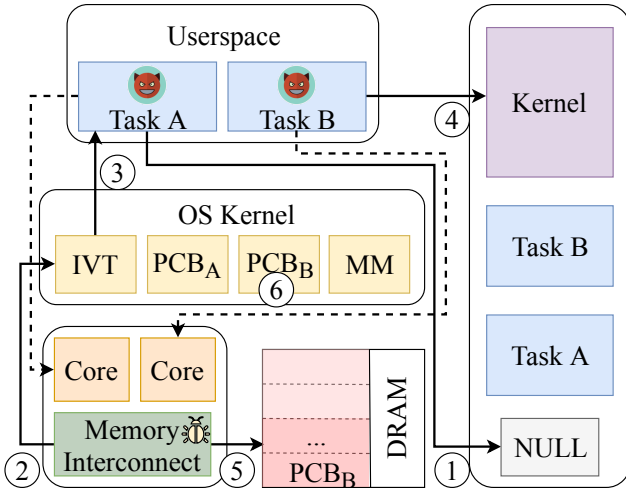 Userspace
Task A
Task B
④
Kernel
③
OS Kernel
IVT
PCB_A
PCB_B
MM
⑥
Task B
Core
Core
Task A
Memory
Interconnect
②
⑤
...
PCB_B
DRAM
①
NULL